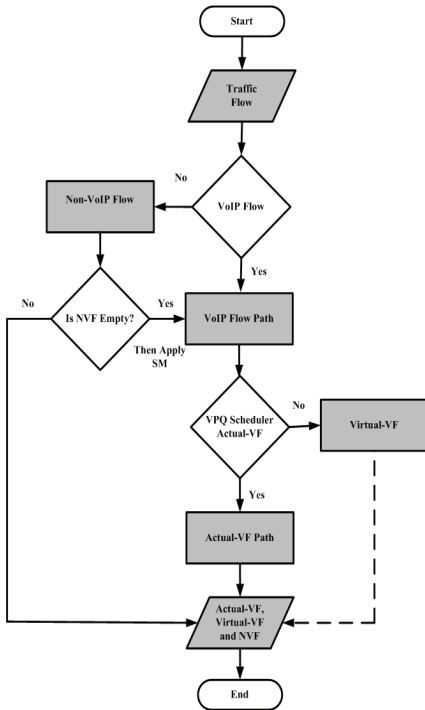 Start
Traffic
Flow
No
VoIP Flow
Non-VoIP Flow
Yes
No
Is NVF Empty?
Yes
Then Apply
SM
VoIP Flow Path
VPQ Scheduler
Actual-VF
No
Virtual-VF
Yes
Actual-VF Path
Actual-VF,
Virtual-VF
and NVF
End